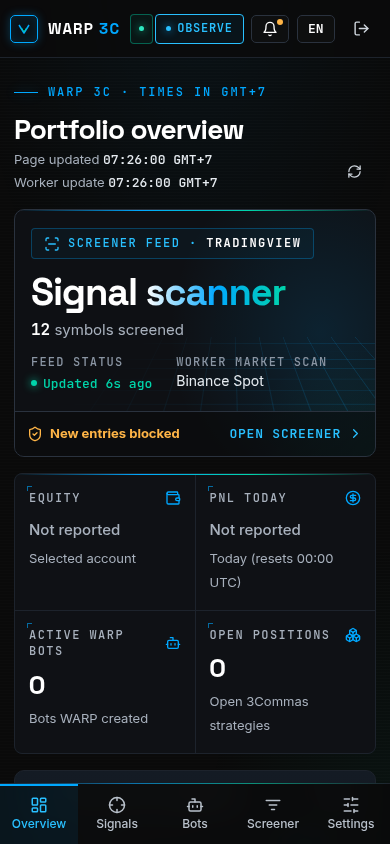 WARP 3C
OBSERVE
EN
WARP 3C · TIMES IN GMT+7
Portfolio overview
Page updated 07:26:00 GMT+7
Worker update 07:26:00 GMT+7
SCREENER FEED · TRADINGVIEW
Signal scanner
12 symbols screened
FEED STATUS
Updated 6s ago
WORKER MARKET SCAN
Binance Spot
New entries blocked
OPEN SCREENER
EQUITY
Not reported
Selected account
PNL TODAY
Not reported
Today (resets 00:00
UTC)
ACTIVE WARP
BOTS
0
Bots WARP created
OPEN POSITIONS
0
Open 3Commas
strategies
Overview
Signals
Bots
Screener
Settings